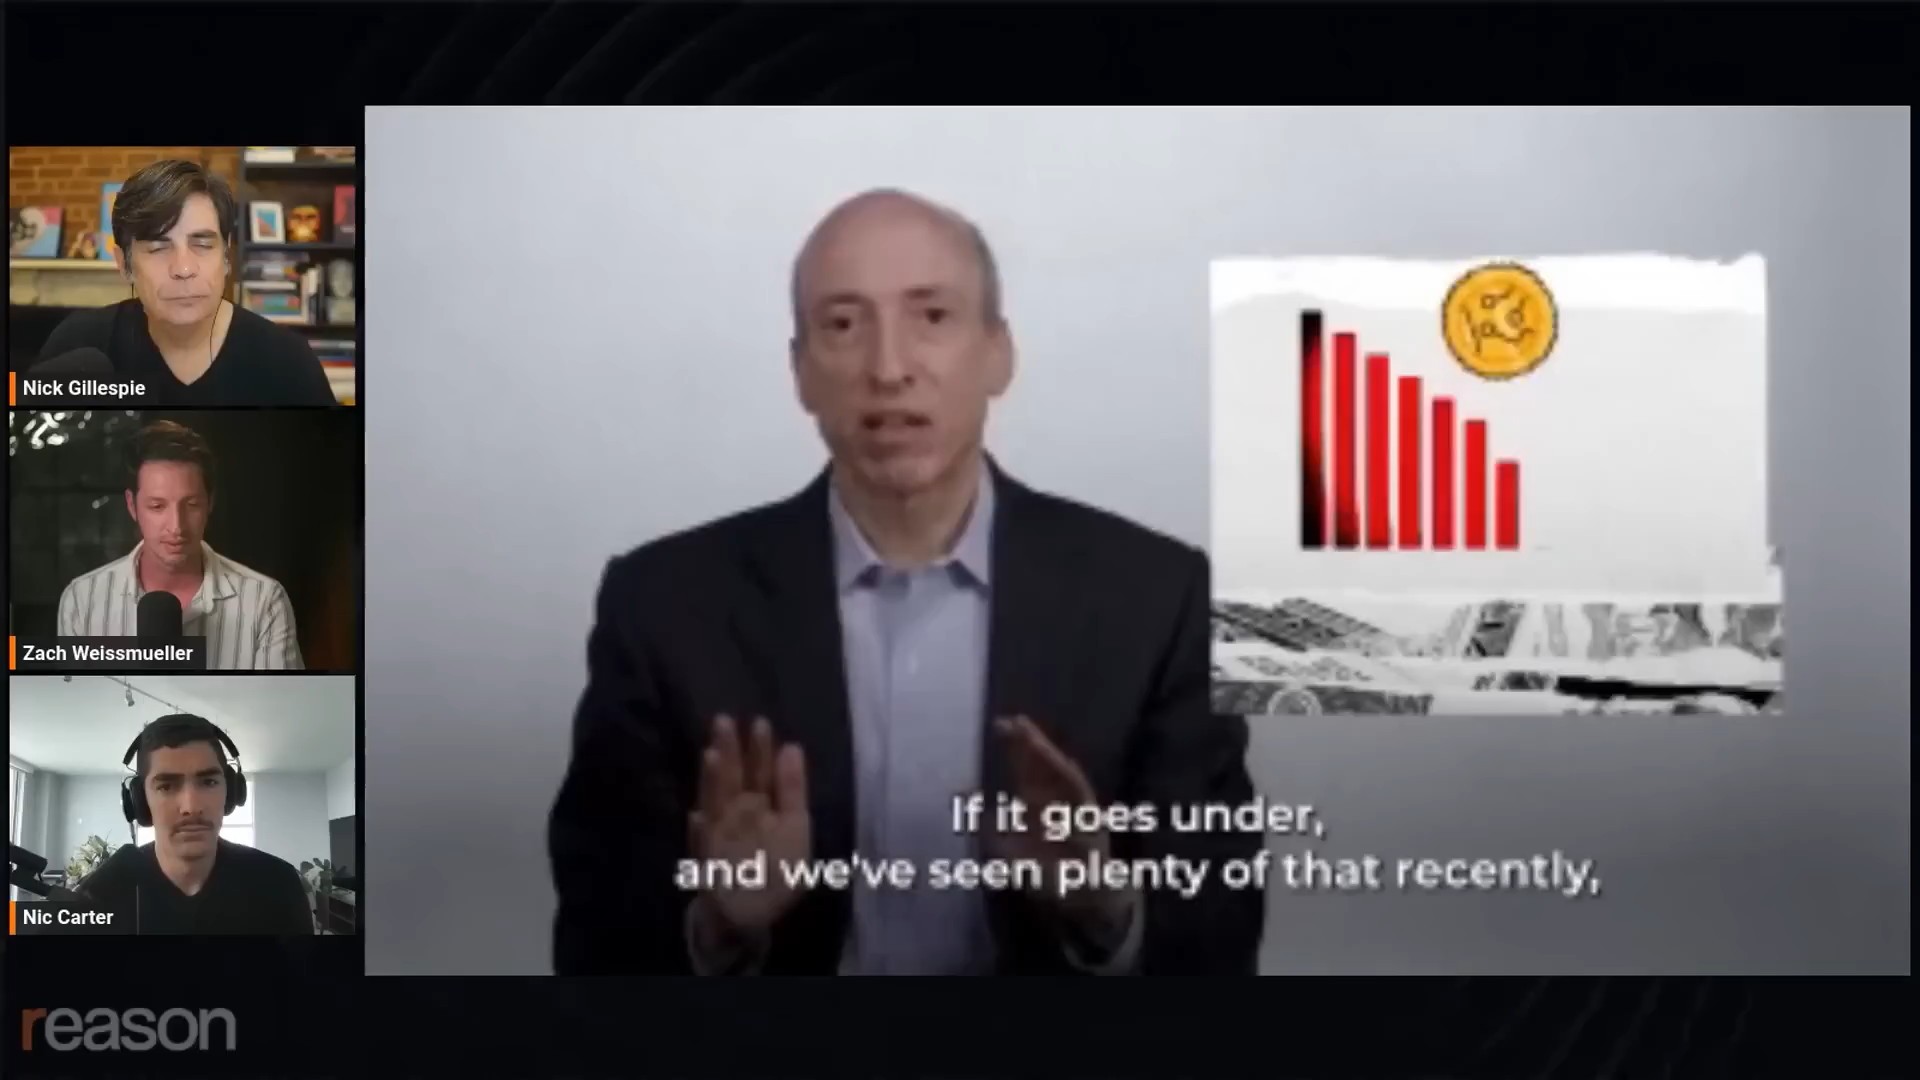 Nick Gillespie
Zach Weissmueller
Nic Carter
If it goes under,
and we've seen plenty of that recently,
reason